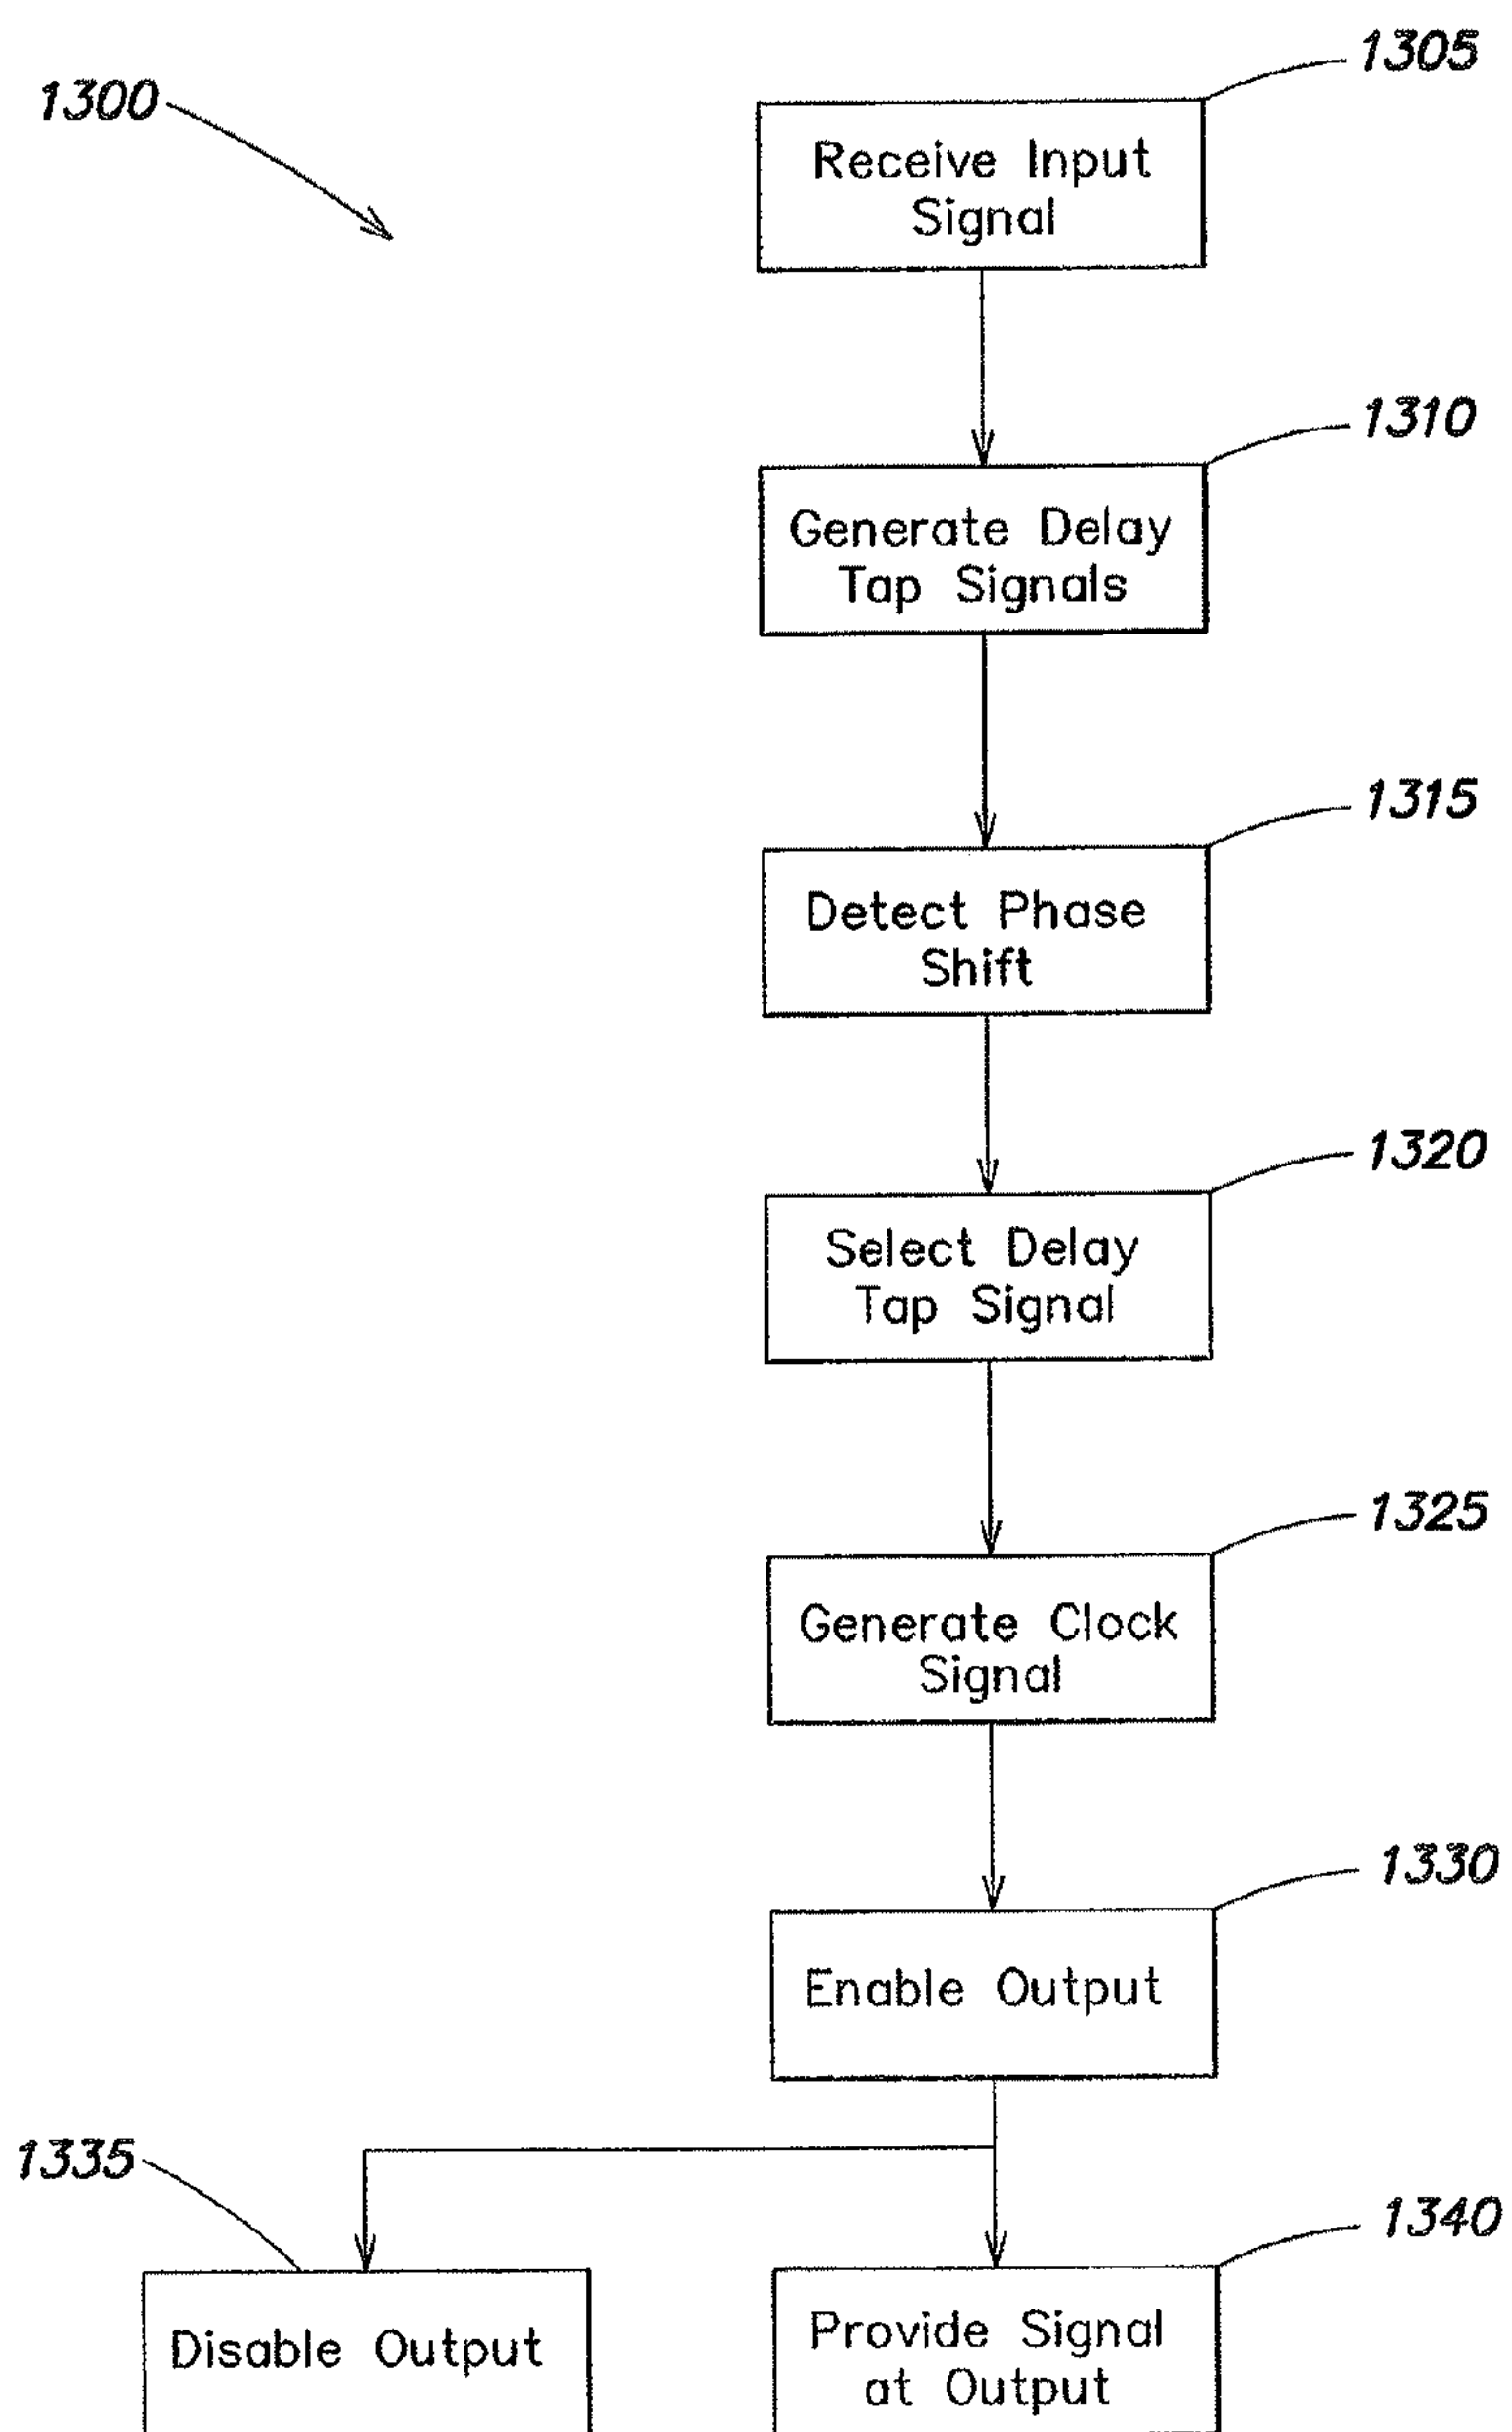 1300
1305
Receive Input
Signal
1310
Generate Delay
Tap Signals
1315
Detect Phase
Shift
1320
Select Delay
Tap Signal
1325
Generate Clock
Signal
1330
Enable Output
1335
Disable Output
1340
Provide Signal
at Output